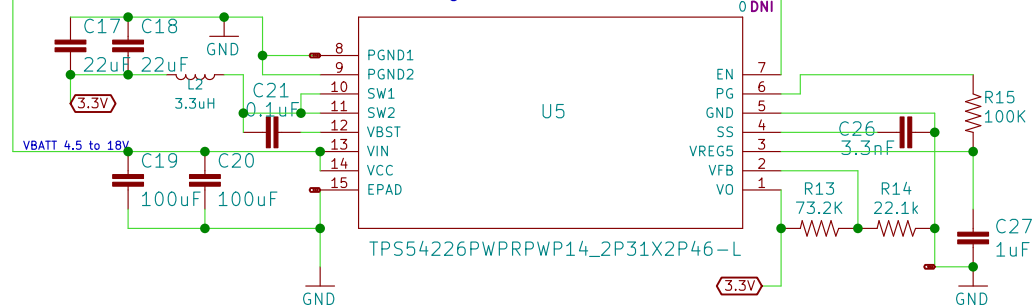 0 DNI
C17
C18
22uF
22uF
GND
L2
3.3uH
3.3V
C21
0.1uF
VBATT 4.5 to 18V
C19
C20
100uF
100uF
GND
8
9
10
11
12
13
14
15
PGND1
PGND2
SW1
SW2
VBST
VIN
VCC
EPAD
U5
EN
PG
GND
SS
VREG5
VFB
VO
7
6
5
4
3
2
1
TPS54226PWPRPWP14_2P31X2P46-L
C26
3.3nF
R15
100K
R13
73.2K
R14
22.1k
C27
1uF
3.3V
GND